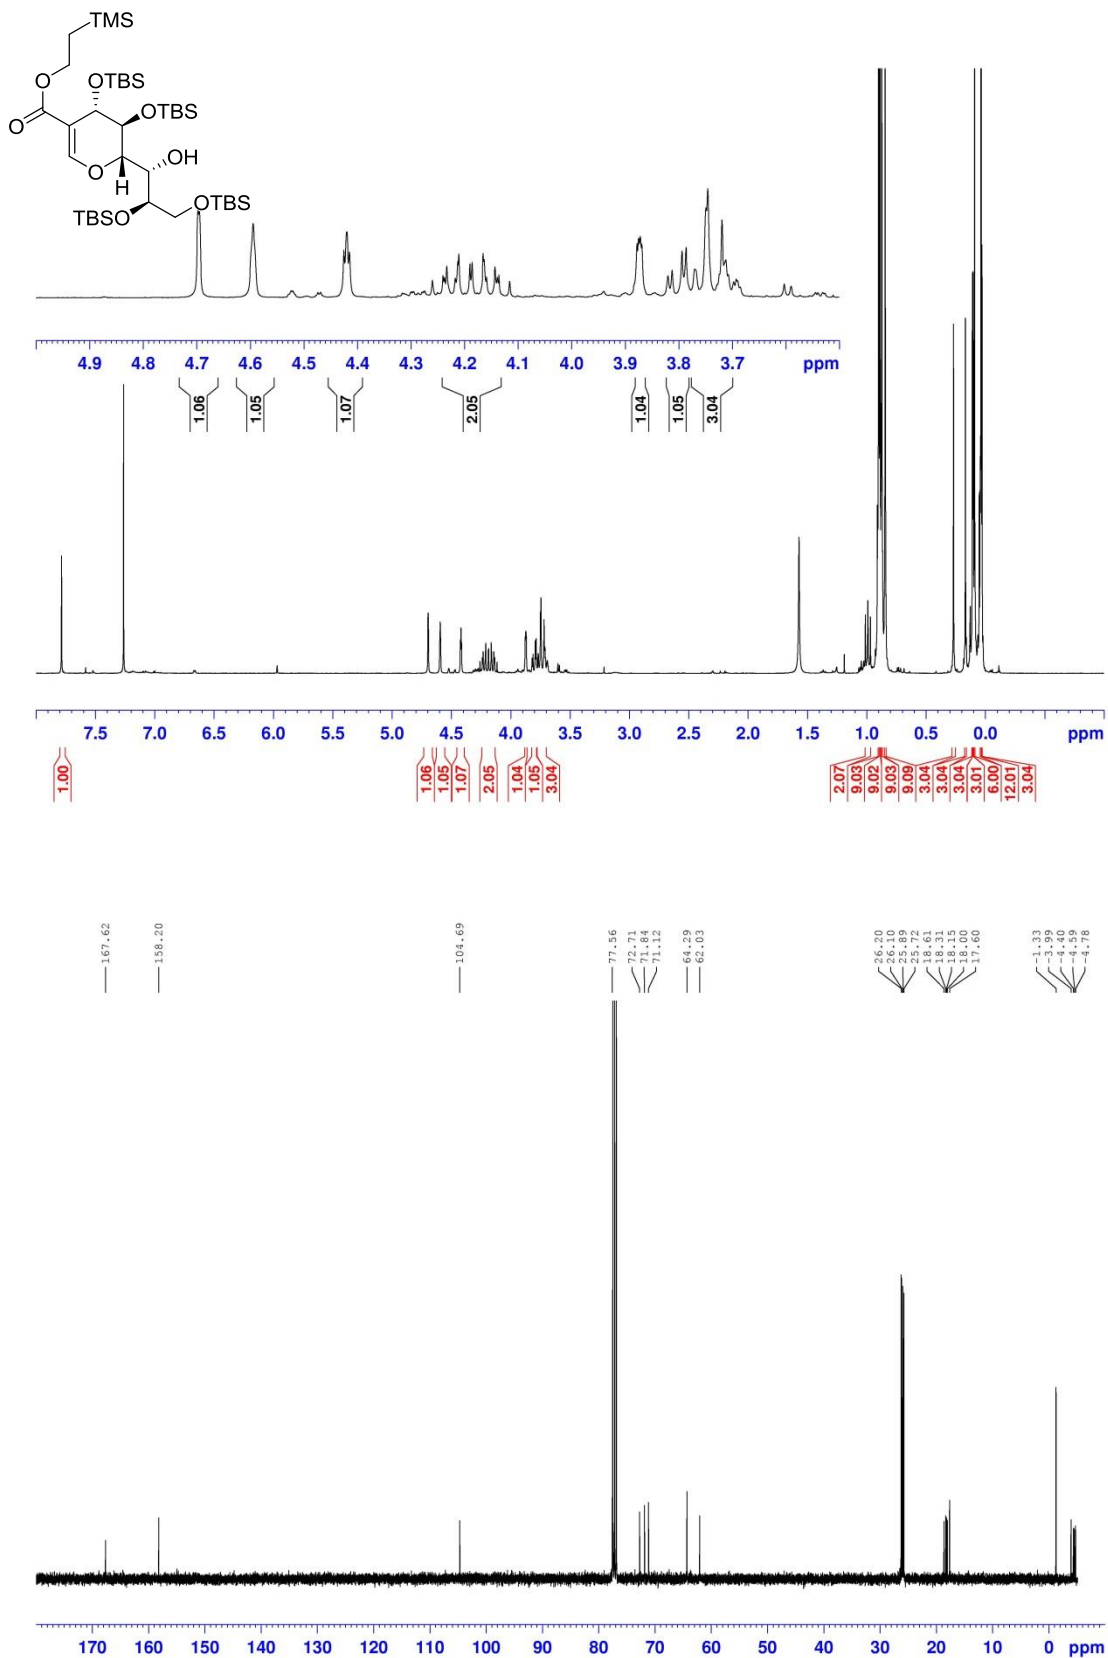 TMS
O
OTBS
O
OTBS
O
OH
H
TBSO
OTBS
4.9 4.8 4.7 4.6 4.5 4.4 4.3 4.2 4.1 4.0 3.9 3.8 3.7 ppm
1.06 1.05 1.07 2.05 1.04 1.05 3.04
7.5 7.0 6.5 6.0 5.5 5.0 4.5 4.0 3.5 3.0 2.5 2.0 1.5 1.0 0.5 0.0 ppm
1.00 1.06 1.05 1.07 2.05 1.04 1.05 3.04 2.07 9.03 9.02 9.03 9.09 3.04 3.04 3.04 3.01 6.00 12.01 3.04
167.62 158.20 104.69 77.56 72.71 71.84 71.12 64.29 62.03 26.20 26.10 25.89 25.72 18.61 18.31 18.15 18.00 17.60 -1.33 -3.99 -4.40 -4.59 -4.78
170 160 150 140 130 120 110 100 90 80 70 60 50 40 30 20 10 0 ppm